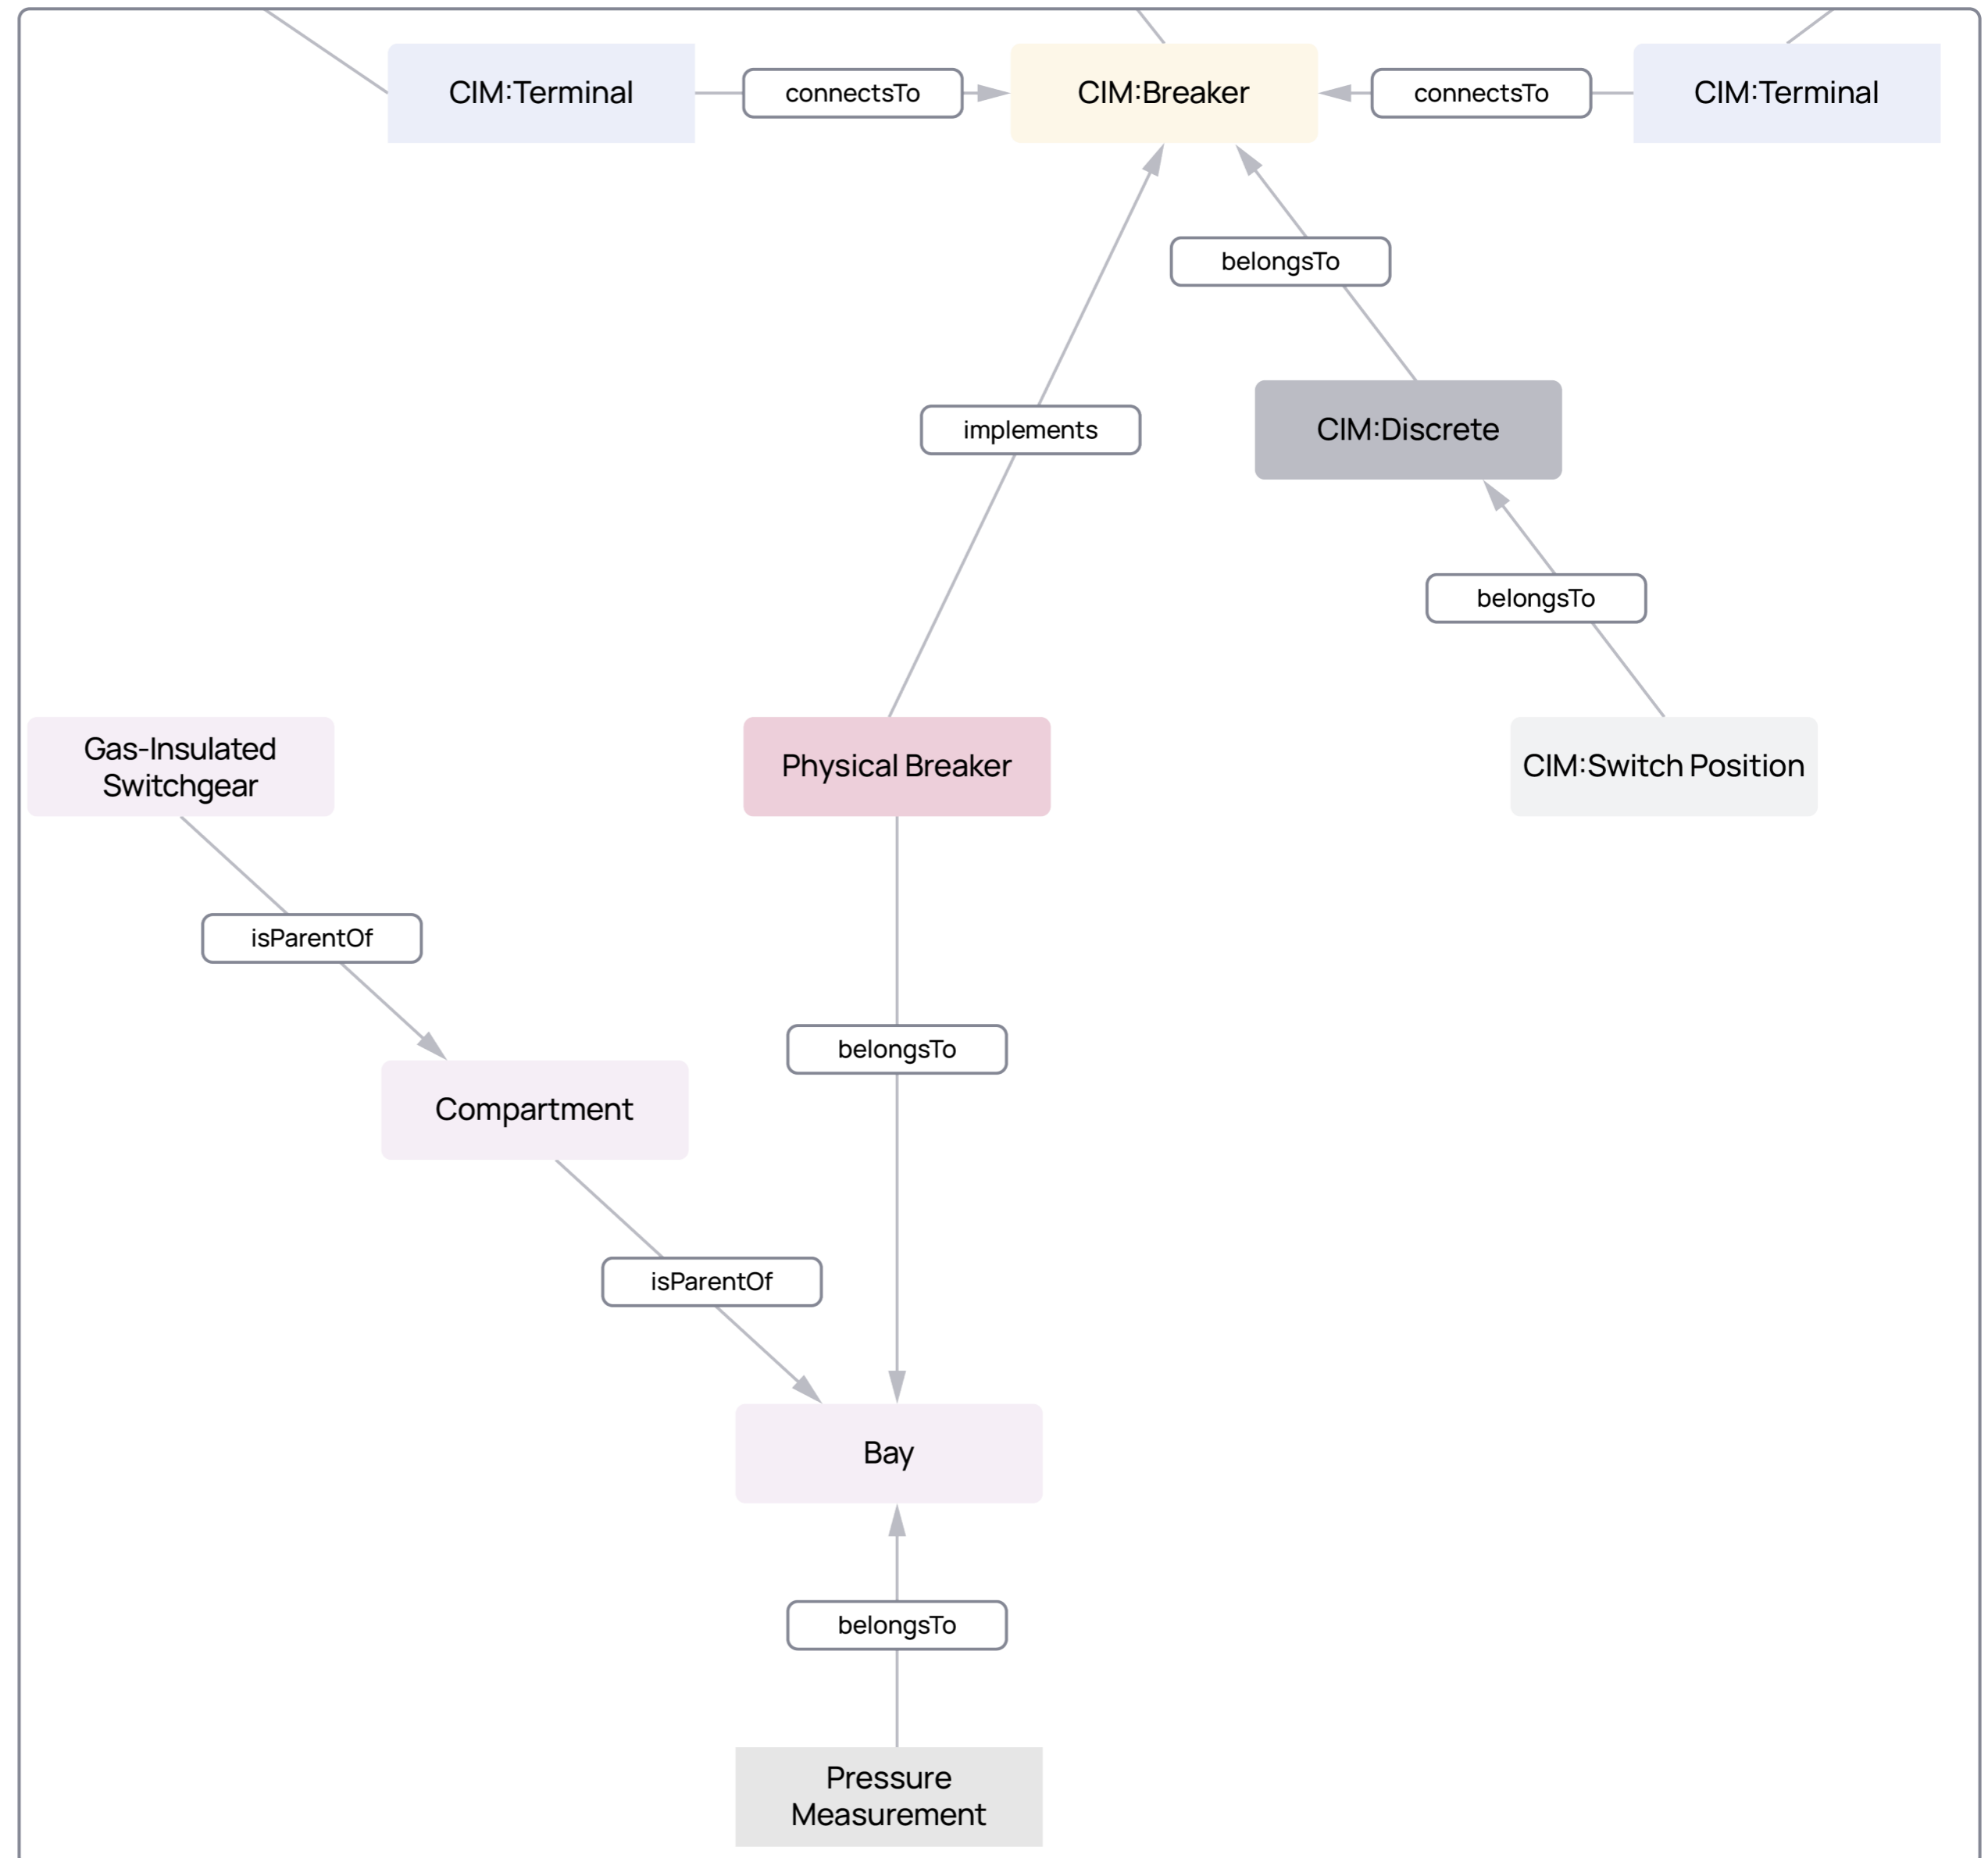 CIM:Terminal
connectsTo
CIM:Breaker
connectsTo
CIM:Terminal
belongsTo
implements
CIM:Discrete
belongsTo
Gas-Insulated
Switchgear
Physical Breaker
CIM:Switch Position
isParentOf
belongsTo
Compartment
isParentOf
Bay
belongsTo
Pressure
Measurement